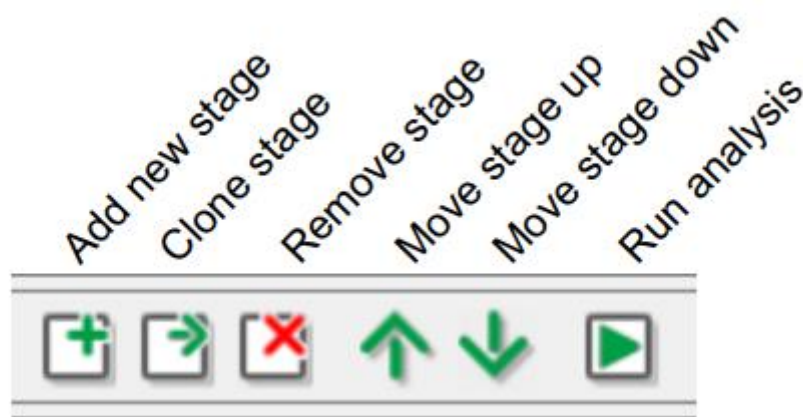 Add new stage
Clone stage
Remove stage
Move stage up
Move stage down
Run analysis